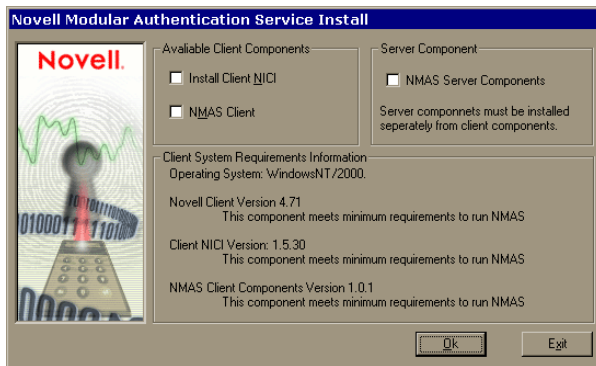 Novell Modular Authentication Service Install
Novell.
Avaliable Client Components
Install Client NICI
NMAS Client
Server Component
NMAS Server Components
Server componnets must be installed
seperately from client components.
Client System Requirements Information
Operating System: WindowsNT/2000.
Novell Client Version 4.71
This component meets minimum requirements to run NMAS
Client NICI Version: 1.5.30
This component meets minimum requirements to run NMAS
NMAS Client Components Version 1.0.1
This component meets minimum requirements to run NMAS
Ok
Exit